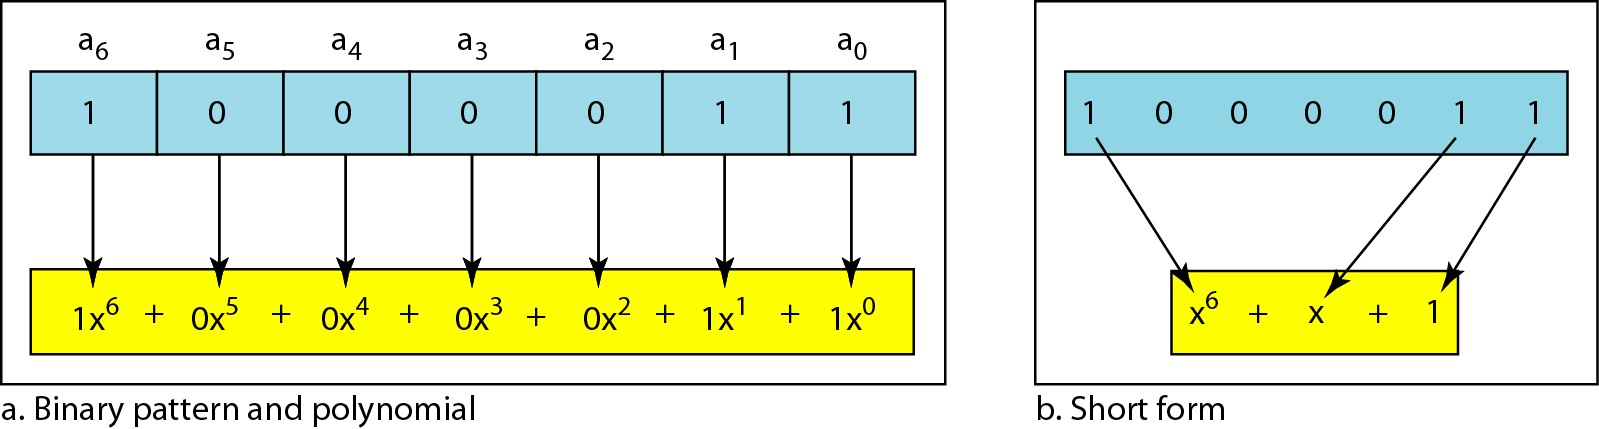 a₆ a₅ a₄ a₃ a₂ a₁ a₀
1 0 0 0 0 1 1
1x⁶ + 0x⁵ + 0x⁴ + 0x³ + 0x² + 1x¹ + 1x⁰
a. Binary pattern and polynomial
1 0 0 0 0 1 1
x⁶ + x + 1
b. Short form